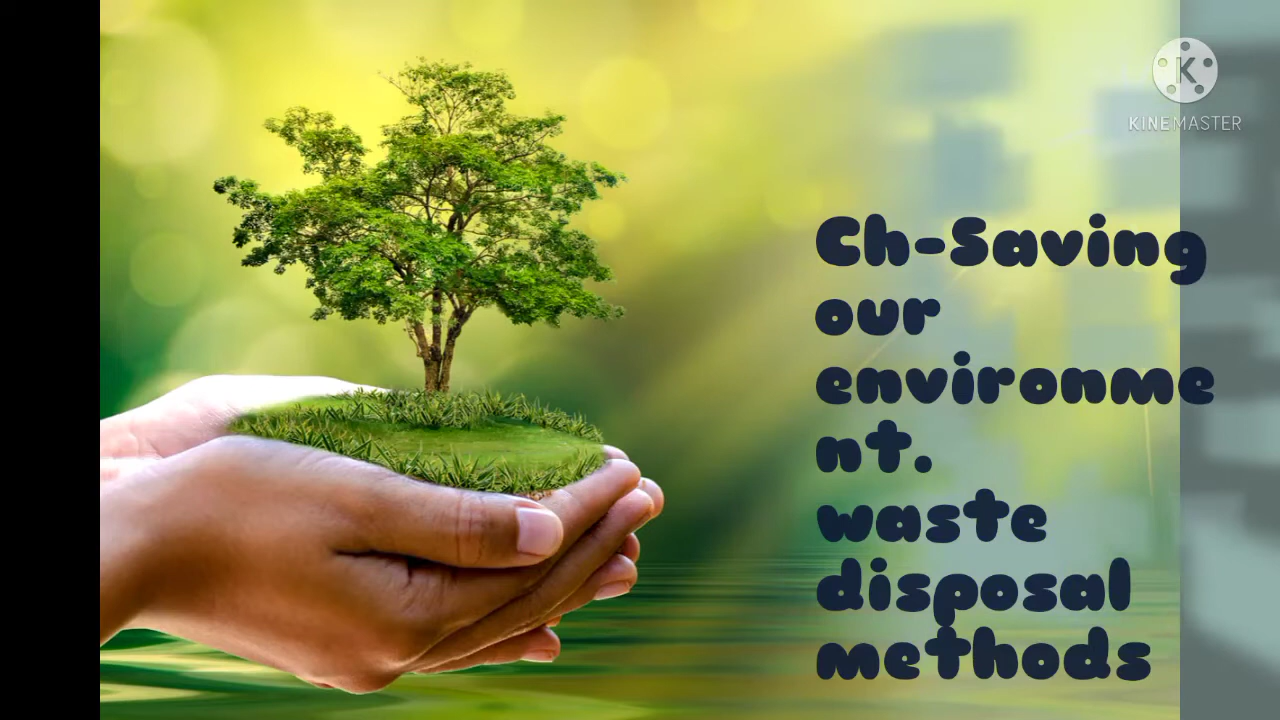 K
KINEMASTER
Ch-Saving
our
environme
nt.
waste
disposal
methods